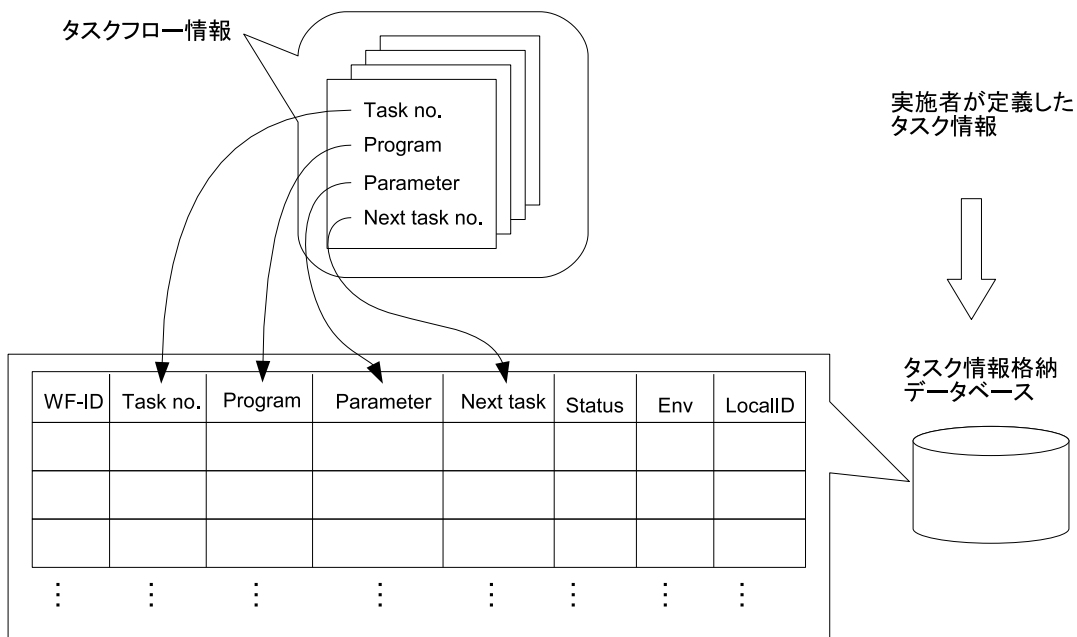 タスクフロー情報
Task no.
Program
Parameter
Next task no.
実施者が定義した
タスク情報
タスク情報格納
データベース
WF-ID Task no. Program Parameter Next task Status Env LocalID